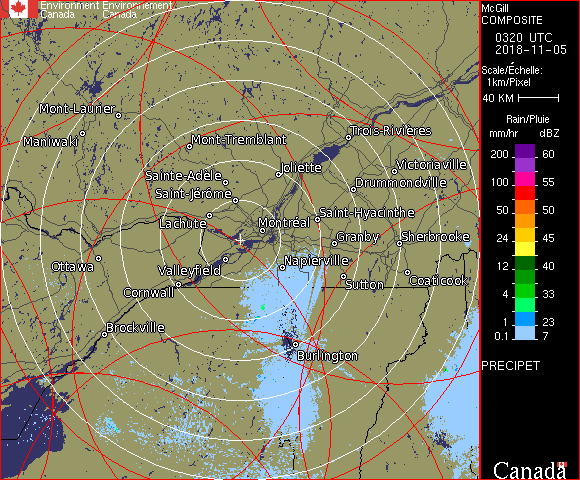 Environment Environnement
Canada Canada
McGill
COMPOSITE
0320 UTC
2018-11-05
Scale/Échelle:
1km/Pixel
40 KM
Rain/Pluie
mm/hr dBZ
200 60
150 57
100 55
50 50
24 45
12 40
4 33
1 23
0.1 7
PRECIPET
Canada
Mont-Laurier
Maniwaki
Mont-Tremblant
Trois-Rivières
Sainte-Adèle
Joliette
Victoriaville
Saint-Jérôme
Drummondville
Lachute
Montréal
Saint-Hyacinthe
Granby
Sherbrooke
Ottawa
Valleyfield
Napierville
Cornwall
Sutton
Coaticook
Brockville
Burlington